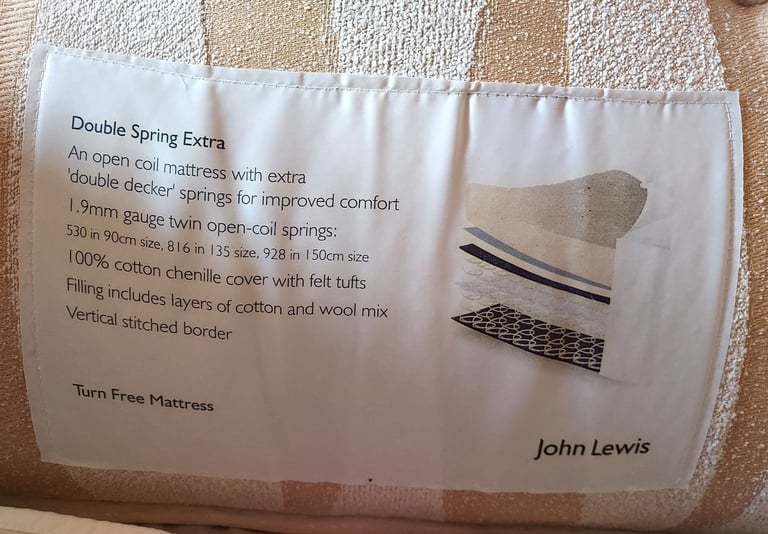 Double Spring Extra
An open coil mattress with extra
'double decker' springs for improved comfort
1.9mm gauge twin open-coil springs:
530 in 90cm size, 816 in 135 size, 928 in 150cm size
100% cotton chenille cover with felt tufts
Filling includes layers of cotton and wool mix
Vertical stitched border
Turn Free Mattress
John Lewis